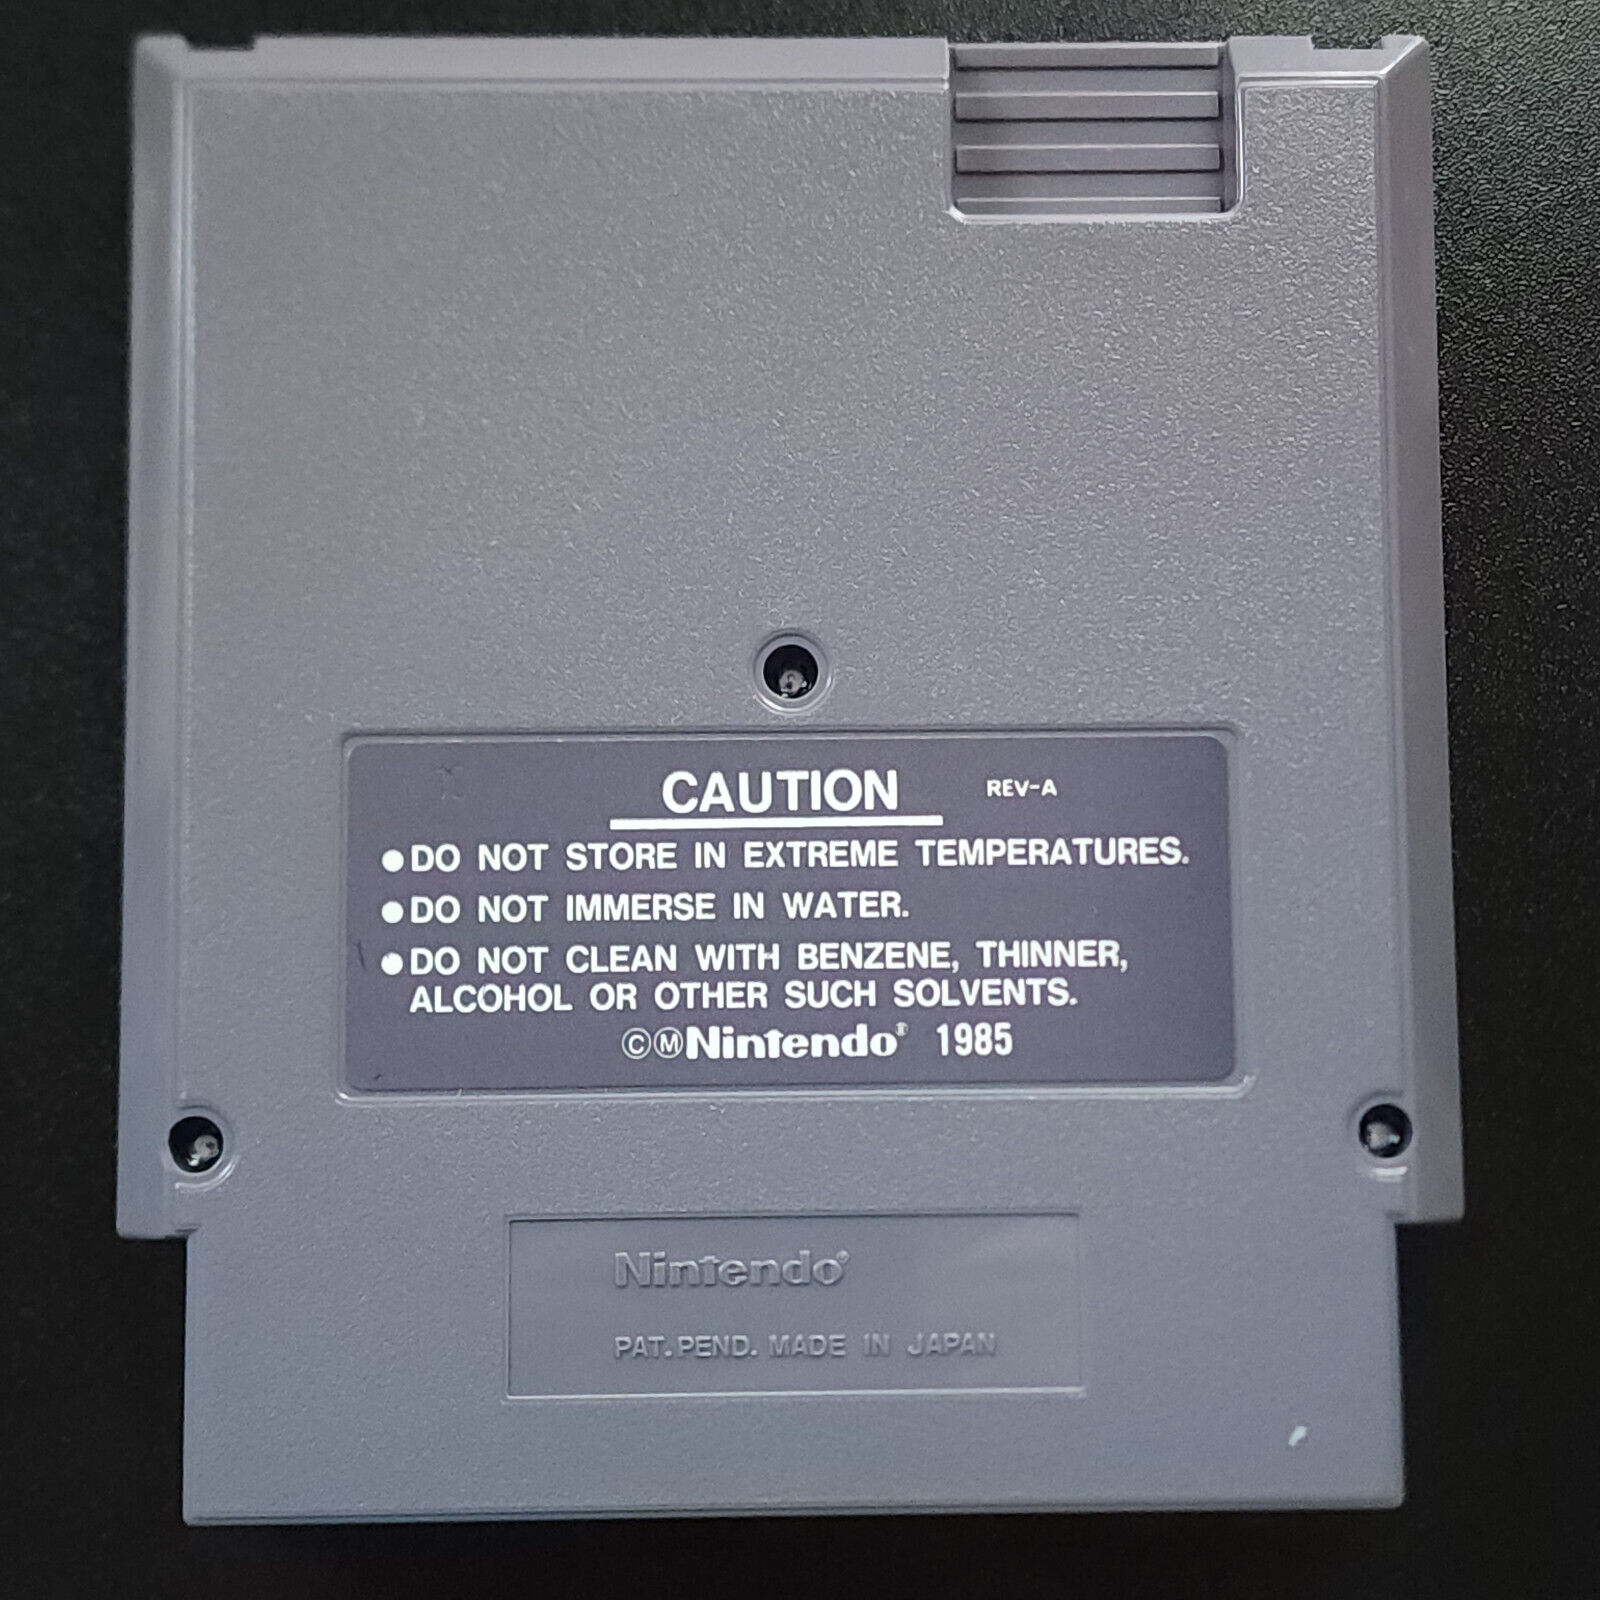 CAUTION REV-A
●DO NOT STORE IN EXTREME TEMPERATURES.
●DO NOT IMMERSE IN WATER.
●DO NOT CLEAN WITH BENZENE, THINNER,
ALCOHOL OR OTHER SUCH SOLVENTS.
©ⓂNintendo® 1985
Nintendo®
PAT. PEND. MADE IN JAPAN